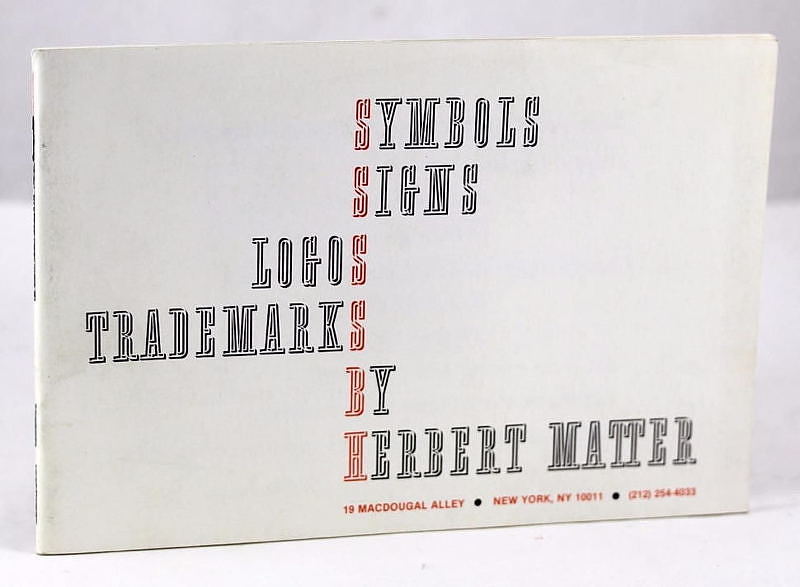 SYMBOLS
SIGNS
LOGOS
TRADEMARKS
BY
HERBERT MATTER
19 MACDOUGAL ALLEY ● NEW YORK, NY 10011 ● (212) 254-4033